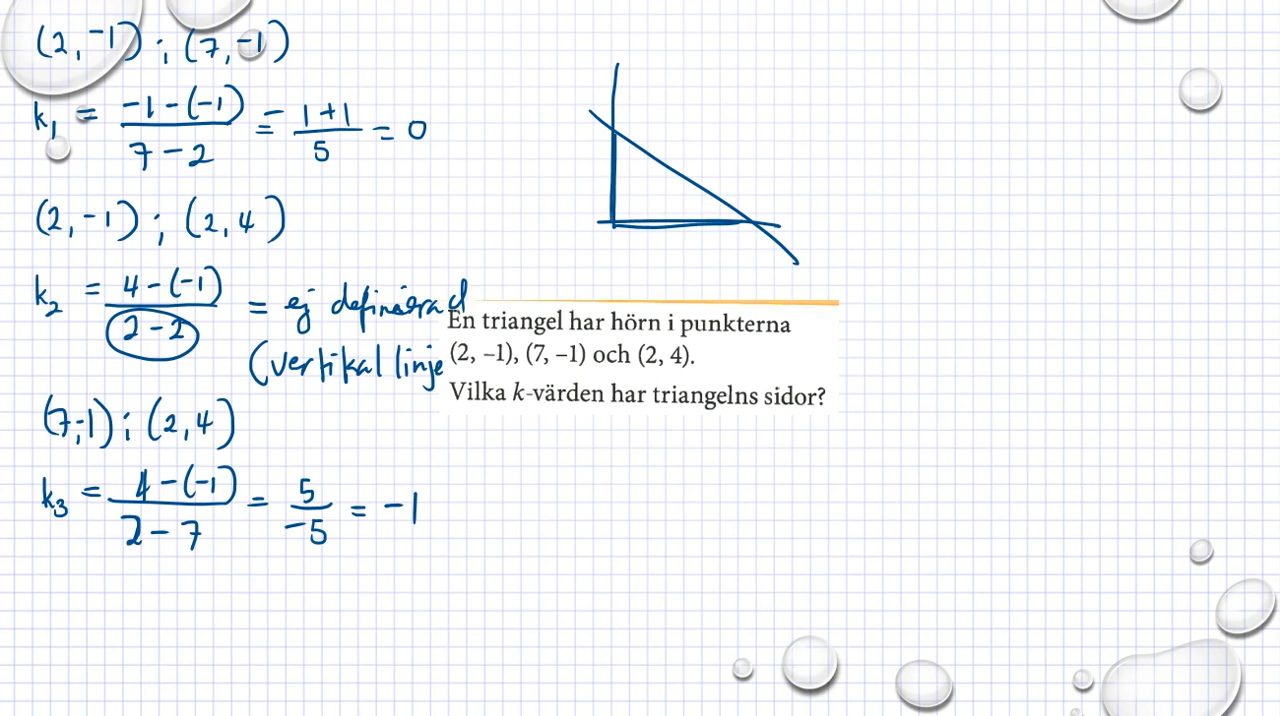 (2,-1) ; (7,-1)
k₁ = -1-(-1) / 7-2 = -1+1 / 5 = 0
(2,-1) ; (2,4)
k₂ = 4-(-1) / 2-2 = ej definierad
(vertikal linje
(7,-1) ; (2,4)
k₃ = 4-(-1) / 2-7 = 5 / -5 = -1
En triangel har hörn i punkterna
(2, –1), (7, –1) och (2, 4).
Vilka k-värden har triangelns sidor?